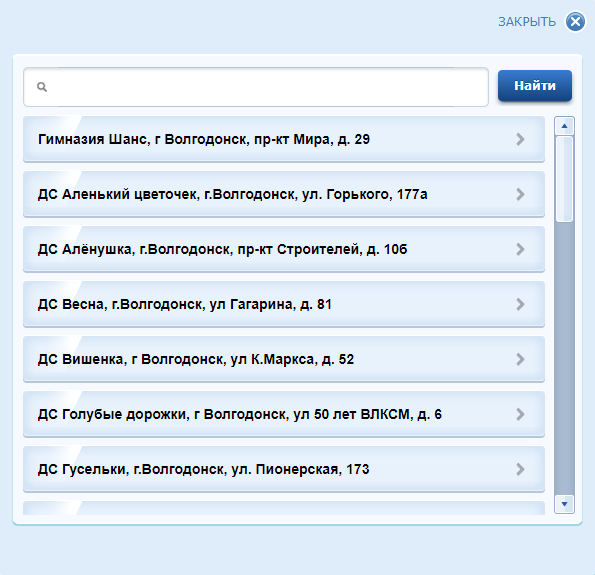 ЗАКРЫТЬ
Найти
Гимназия Шанс, г Волгодонск, пр-кт Мира, д. 29
ДС Аленький цветочек, г.Волгодонск, ул. Горького, 177а
ДС Алёнушка, г.Волгодонск, пр-кт Строителей, д. 10б
ДС Весна, г.Волгодонск, ул Гагарина, д. 81
ДС Вишенка, г Волгодонск, ул К.Маркса, д. 52
ДС Голубые дорожки, г Волгодонск, ул 50 лет ВЛКСМ, д. 6
ДС Гусельки, г.Волгодонск, ул. Пионерская, 173